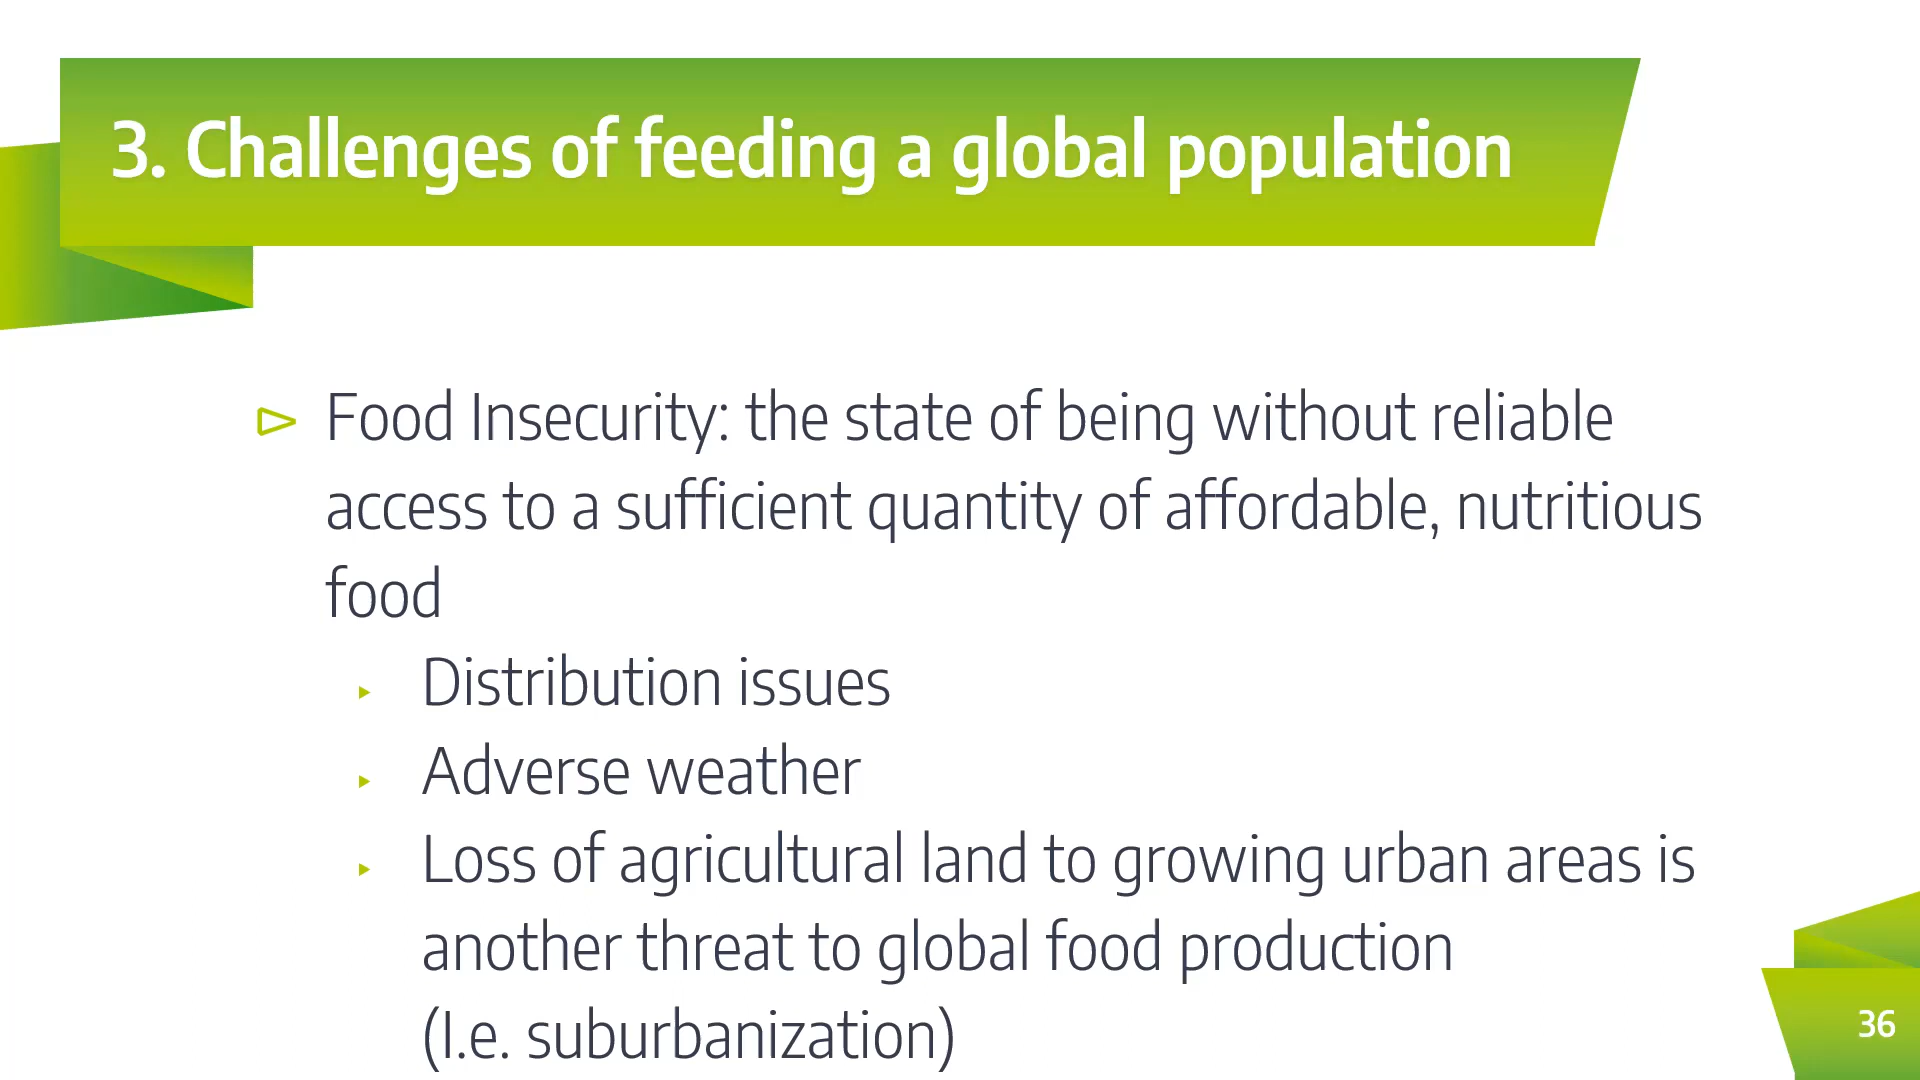 3. Challenges of feeding a global population
Food Insecurity: the state of being without reliable
access to a sufficient quantity of affordable, nutritious
food
Distribution issues
Adverse weather
Loss of agricultural land to growing urban areas is
another threat to global food production
(I.e. suburbanization)
36